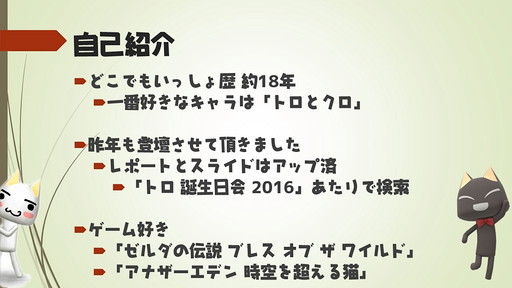 自己紹介
どこでもいっしょ歴 約18年
一番好きなキャラは「トロとクロ」
昨年も登壇させて頂きました
レポートとスライドはアップ済
「トロ 誕生日会 2016」あたりで検索
ゲーム好き
「ゼルダの伝説 ブレス オブ ザ ワイルド」
「アナザーエデン 時空を超える猫」